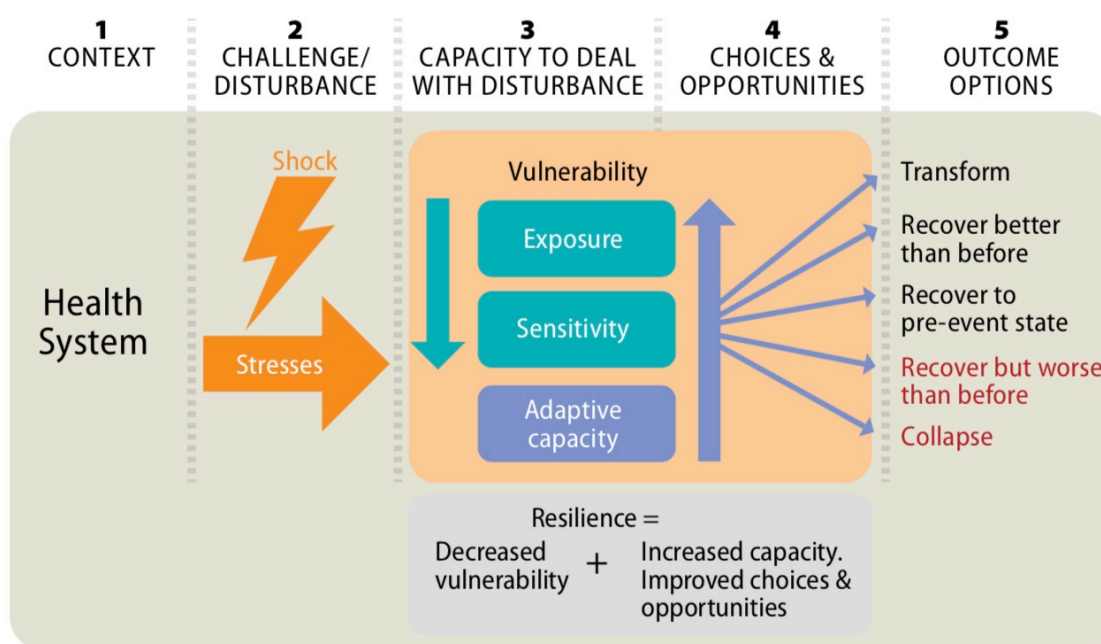 1
CONTEXT
2
CHALLENGE/
DISTURBANCE
3
CAPACITY TO DEAL
WITH DISTURBANCE
4
CHOICES &
OPPORTUNITIES
5
OUTCOME
OPTIONS
Health
System
Shock
Stresses
Vulnerability
Exposure
Sensitivity
Adaptive
capacity
Transform
Recover better
than before
Recover to
pre-event state
Recover but worse
than before
Collapse
Resilience =
Decreased
vulnerability
+
Increased capacity.
Improved choices &
opportunities